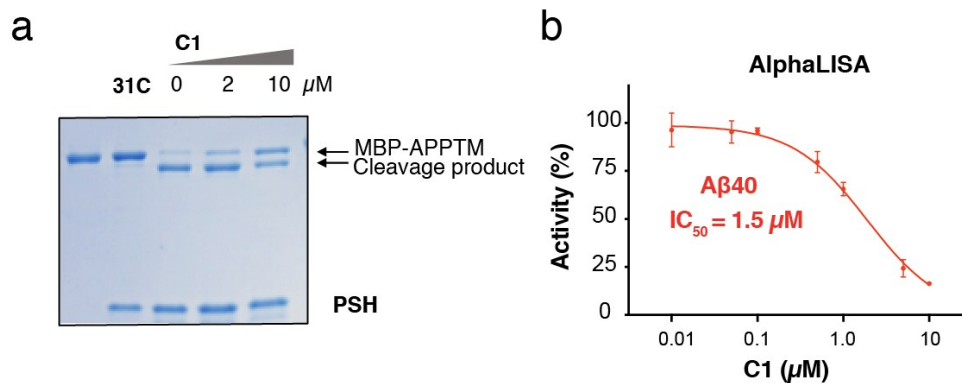 a
C1
31C 0 2 10 µM
MBP-APPTM
Cleavage product
PSH
b
AlphaLISA
Activity (%)
100
75
50
25
0
Aβ40
IC50 = 1.5 µM
0.01 0.1 1.0 10
C1 (µM)